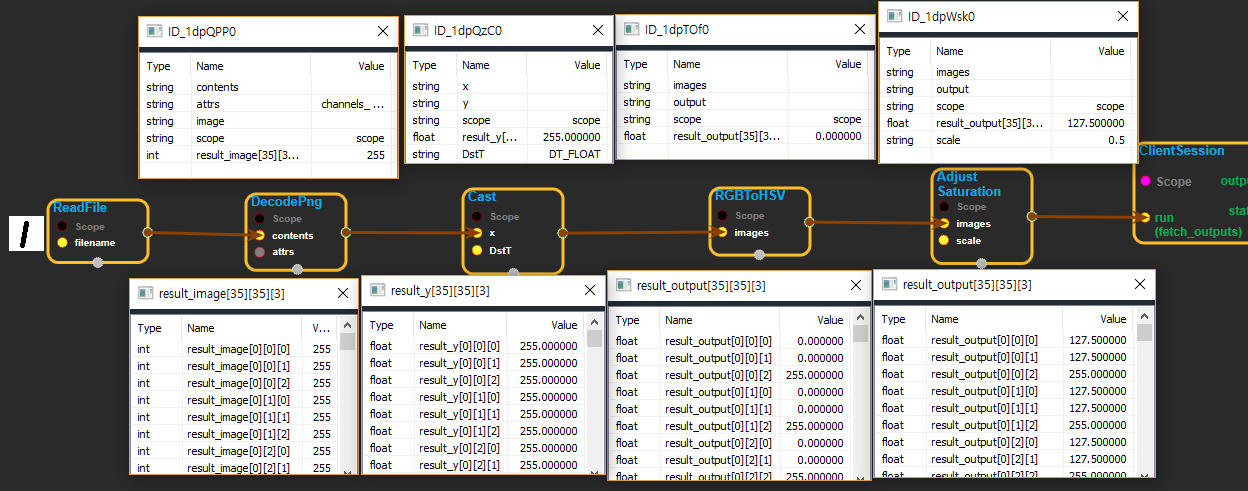 ID_1dpQPP0
Type Name Value
string contents
string attrs channels_ ...
string image
string scope scope
int result_image[35][3... 255
ID_1dpQzC0
Type Name Value
string x
string y
string scope scope
float result_y[... 255.000000
string DstT DT_FLOAT
ID_1dpTOf0
Type Name Value
string images
string output
string scope scope
float result_output[35][3... 0.000000
ID_1dpWsk0
Type Name Value
string images
string output
string scope scope
float result_output[35][3... 127.500000
string scale 0.5
ReadFile
Scope
filename
DecodePng
Scope
contents
attrs
Cast
Scope
x
DstT
RGBToHSV
Scope
images
Adjust
Saturation
Scope
images
scale
ClientSession
Scope outpu
run stat
(fetch_outputs)
result_image[35][35][3]
Type Name V...
int result_image[0][0][0] 255
int result_image[0][0][1] 255
int result_image[0][0][2] 255
int result_image[0][1][0] 255
int result_image[0][1][1] 255
int result_image[0][1][2] 255
int result_image[0][2][0] 255
int result_image[0][2][1] 255
result_y[35][35][3]
Type Name Value
float result_y[0][0][0] 255.000000
float result_y[0][0][1] 255.000000
float result_y[0][0][2] 255.000000
float result_y[0][1][0] 255.000000
float result_y[0][1][1] 255.000000
float result_y[0][1][2] 255.000000
float result_y[0][2][0] 255.000000
float result_y[0][2][1] 255.000000
result_output[35][35][3]
Type Name Value
float result_output[0][0][0] 0.000000
float result_output[0][0][1] 0.000000
float result_output[0][0][2] 255.000000
float result_output[0][1][0] 0.000000
float result_output[0][1][1] 0.000000
float result_output[0][1][2] 255.000000
float result_output[0][2][0] 0.000000
float result_output[0][2][1] 0.000000
float result_output[0][2][2] 255.000000
result_output[35][35][3]
Type Name Value
float result_output[0][0][0] 127.500000
float result_output[0][0][1] 127.500000
float result_output[0][0][2] 255.000000
float result_output[0][1][0] 127.500000
float result_output[0][1][1] 127.500000
float result_output[0][1][2] 255.000000
float result_output[0][2][0] 127.500000
float result_output[0][2][1] 127.500000
float result_output[0][2][2] 255.000000